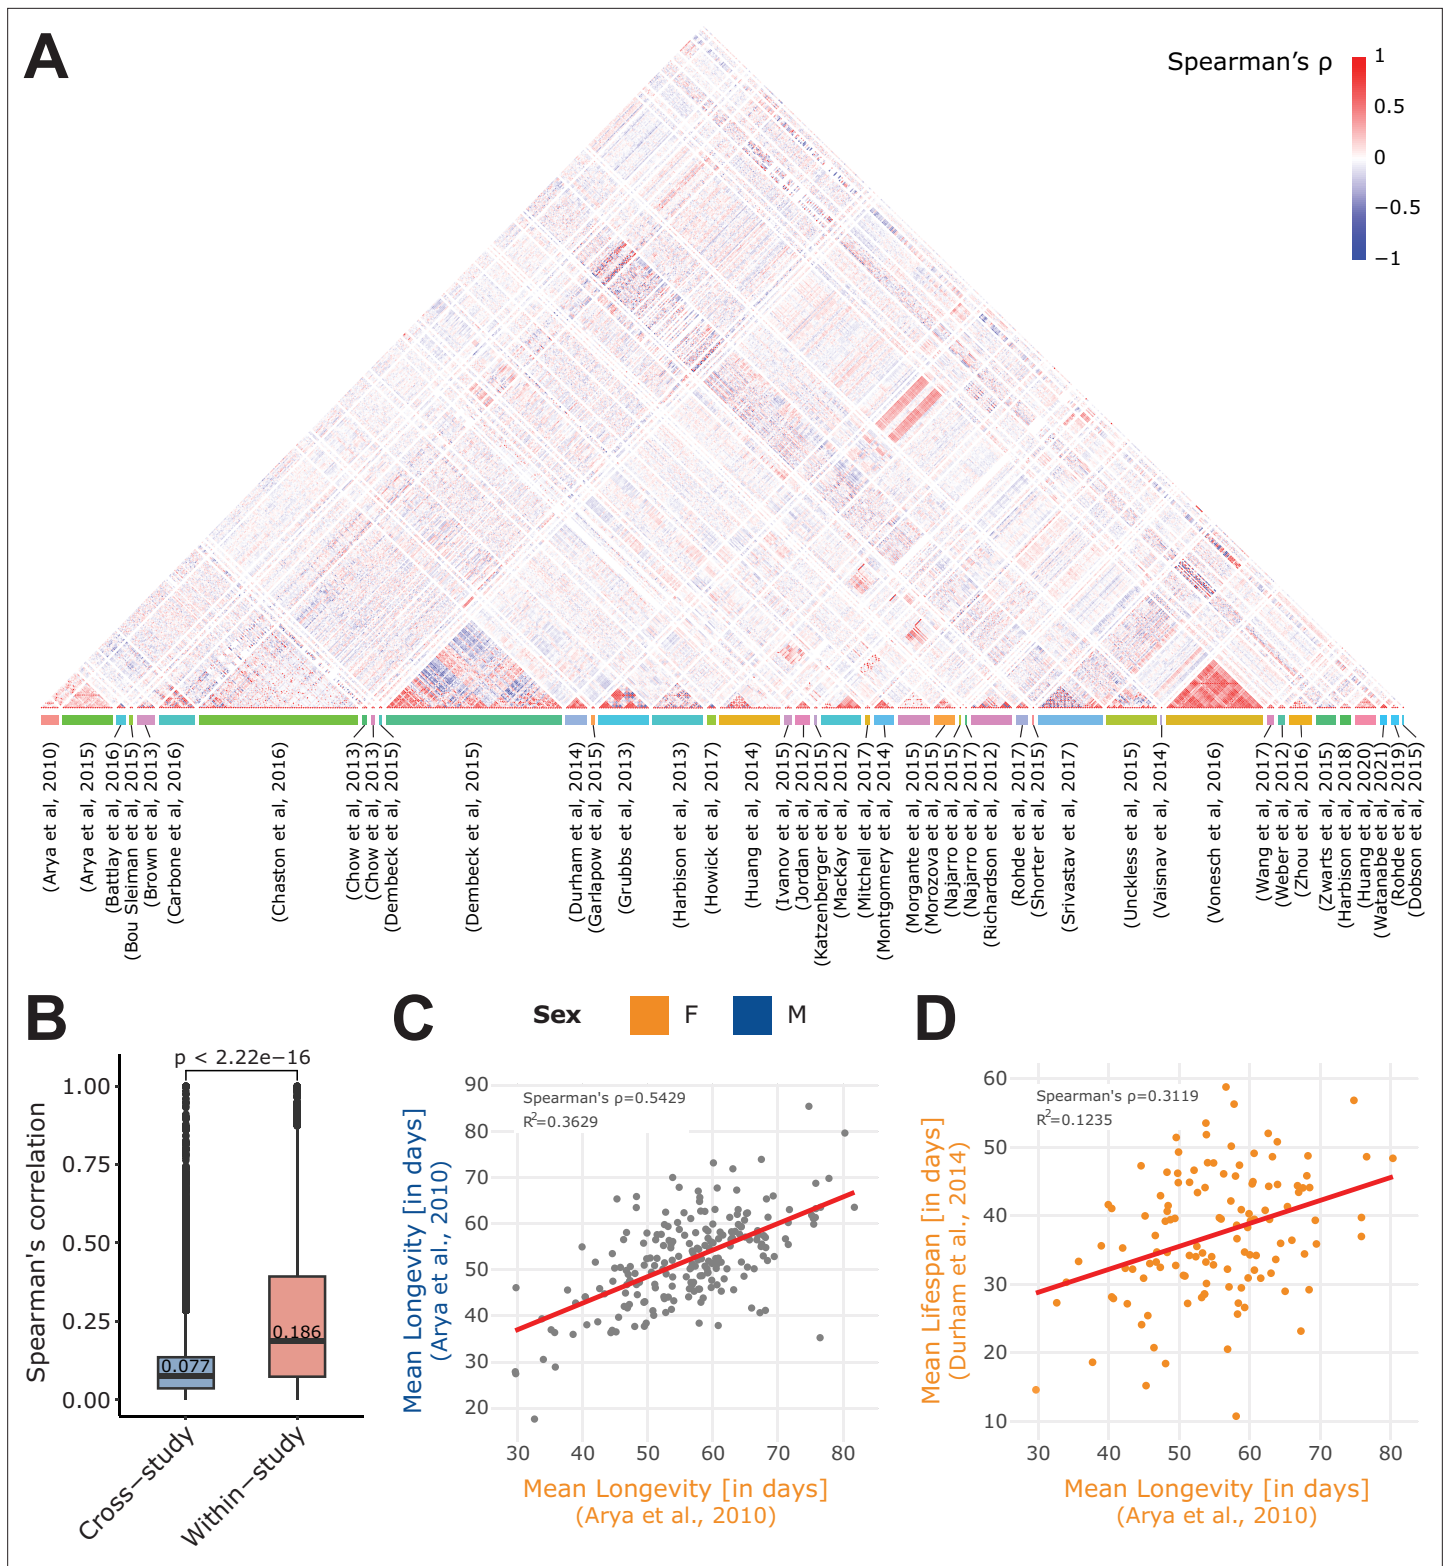 A
Spearman's ρ
1
0.5
0
−0.5
−1
(Arya et al, 2010)
(Arya et al, 2015)
(Battlay et al, 2016)
(Bou Sleiman et al, 2015)
(Brown et al, 2013)
(Carbone et al, 2016)
(Chaston et al, 2016)
(Chow et al, 2013)
(Chow et al, 2013)
(Dembeck et al, 2015)
(Dembeck et al, 2015)
(Durham et al, 2014)
(Garlapow et al, 2015)
(Grubbs et al, 2013)
(Harbison et al, 2013)
(Howick et al, 2017)
(Huang et al, 2014)
(Ivanov et al, 2015)
(Jordan et al, 2012)
(Katzenberger et al, 2015)
(MacKay et al, 2012)
(Mitchell et al, 2017)
(Montgomery et al, 2014)
(Morgante et al, 2015)
(Morozova et al, 2015)
(Najarro et al, 2015)
(Najarro et al, 2017)
(Richardson et al, 2012)
(Rohde et al, 2017)
(Shorter et al, 2015)
(Srivastav et al, 2017)
(Unckless et al, 2015)
(Vaisnav et al, 2014)
(Vonesch et al, 2016)
(Wang et al, 2017)
(Weber et al, 2012)
(Zhou et al, 2016)
(Zwarts et al, 2015)
(Harbison et al, 2018)
(Huang et al, 2020)
(Watanabe et al, 2021)
(Rohde et al, 2019)
(Dobson et al, 2015)
B
p < 2.22e−16
Spearman's correlation
1.00
0.75
0.50
0.25
0.00
0.077
0.186
Cross−study
Within−study
Sex
F
M
C
Mean Longevity [in days]
(Arya et al., 2010)
90
80
70
60
50
40
30
20
Spearman's ρ=0.5429
R²=0.3629
30
40
50
60
70
80
Mean Longevity [in days]
(Arya et al., 2010)
D
Mean Lifespan [in days]
(Durham et al., 2014)
60
50
40
30
20
10
Spearman's ρ=0.3119
R²=0.1235
30
40
50
60
70
80
Mean Longevity [in days]
(Arya et al., 2010)